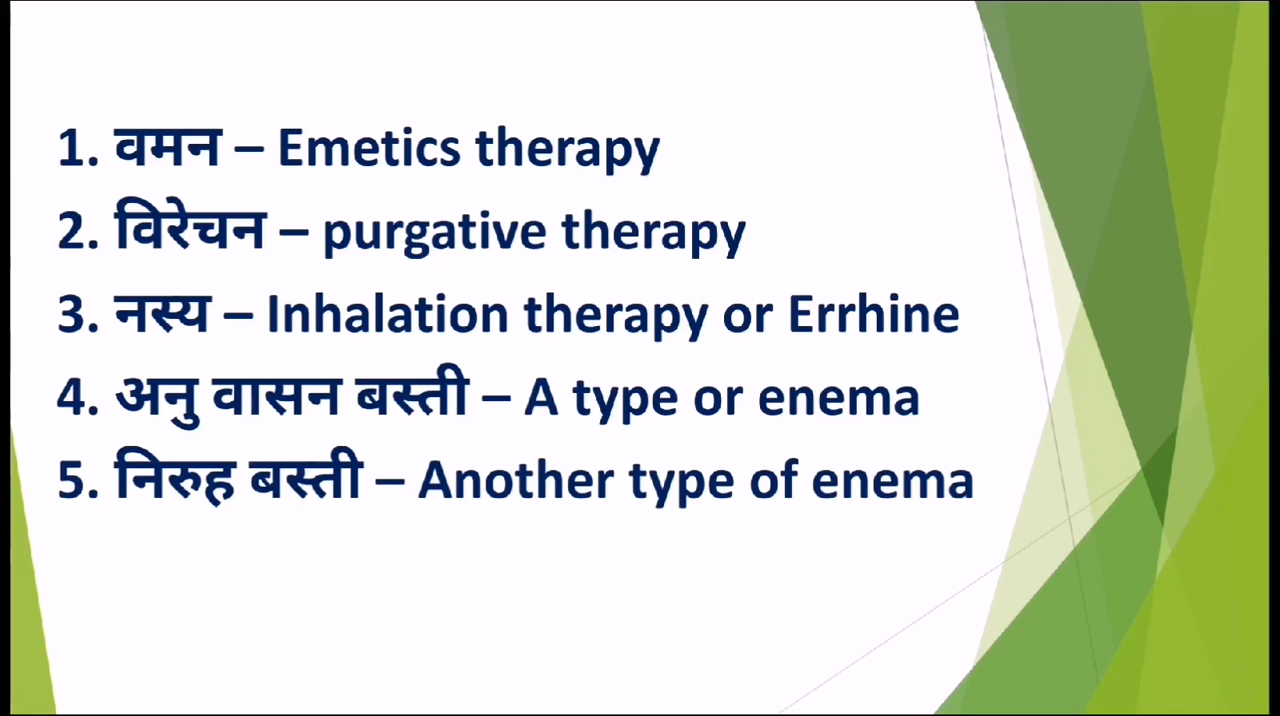 1. वमन – Emetics therapy
2. विरेचन – purgative therapy
3. नस्य – Inhalation therapy or Errhine
4. अनु वासन बस्ती – A type or enema
5. निरुह बस्ती – Another type of enema